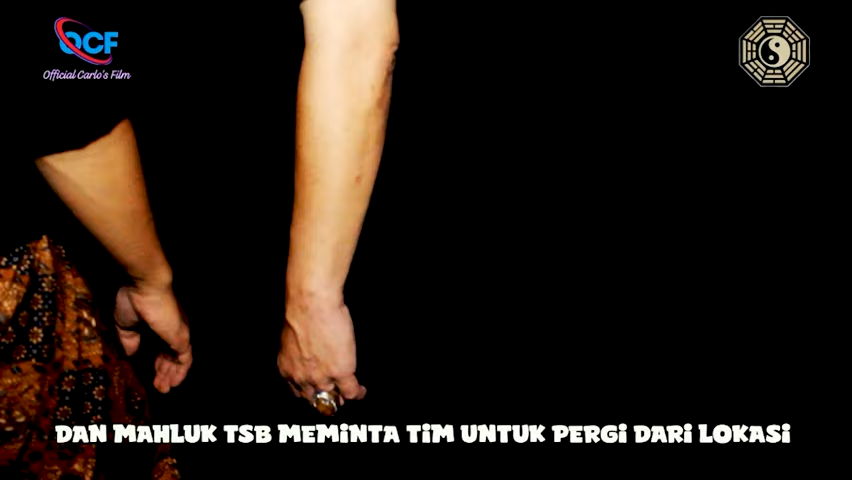 OCF
Official Carlo's Film
DAN MAHLUK TSB MEMINTA TIM UNTUK PERGI DARI LOKASI